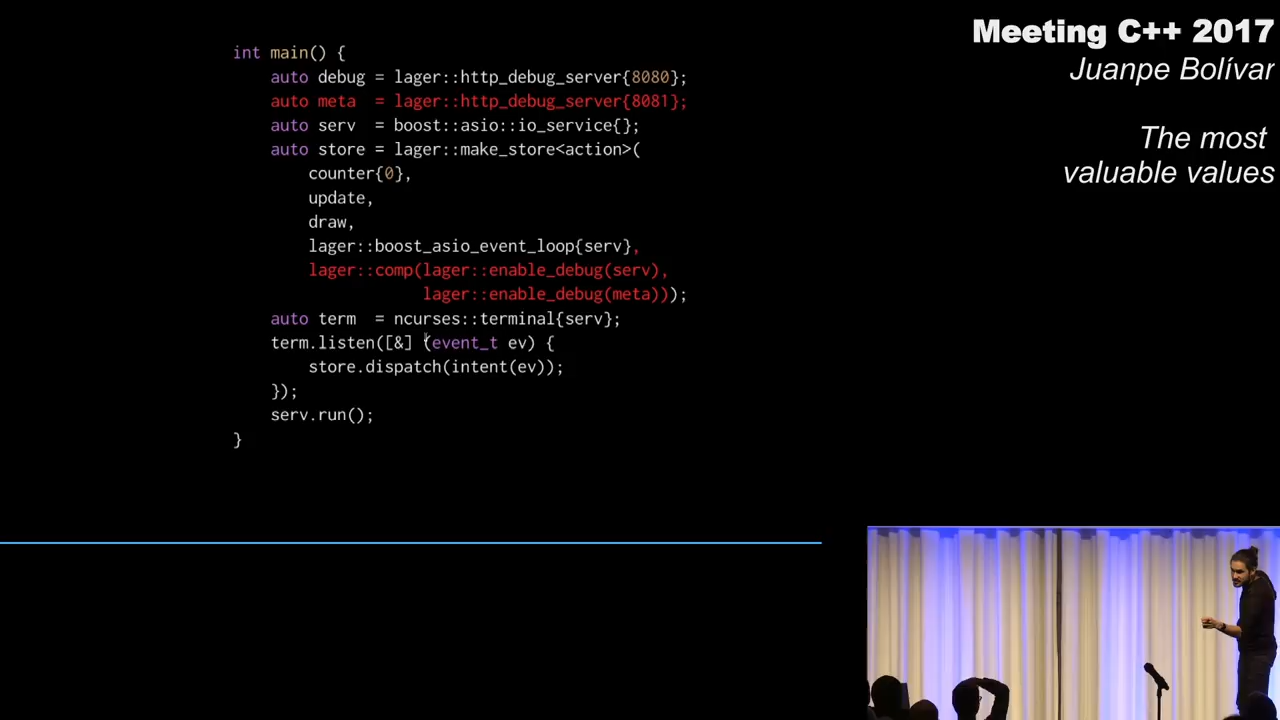 int main() {
    auto debug = lager::http_debug_server{8080};
    auto meta  = lager::http_debug_server{8081};
    auto serv  = boost::asio::io_service{};
    auto store = lager::make_store<action>(
        counter{0},
        update,
        draw,
        lager::boost_asio_event_loop{serv},
        lager::comp(lager::enable_debug(serv),
                    lager::enable_debug(meta)));
    auto term  = ncurses::terminal{serv};
    term.listen([&] (event_t ev) {
        store.dispatch(intent(ev));
    });
    serv.run();
}
Meeting C++ 2017
Juanpe Bolívar
The most
valuable values